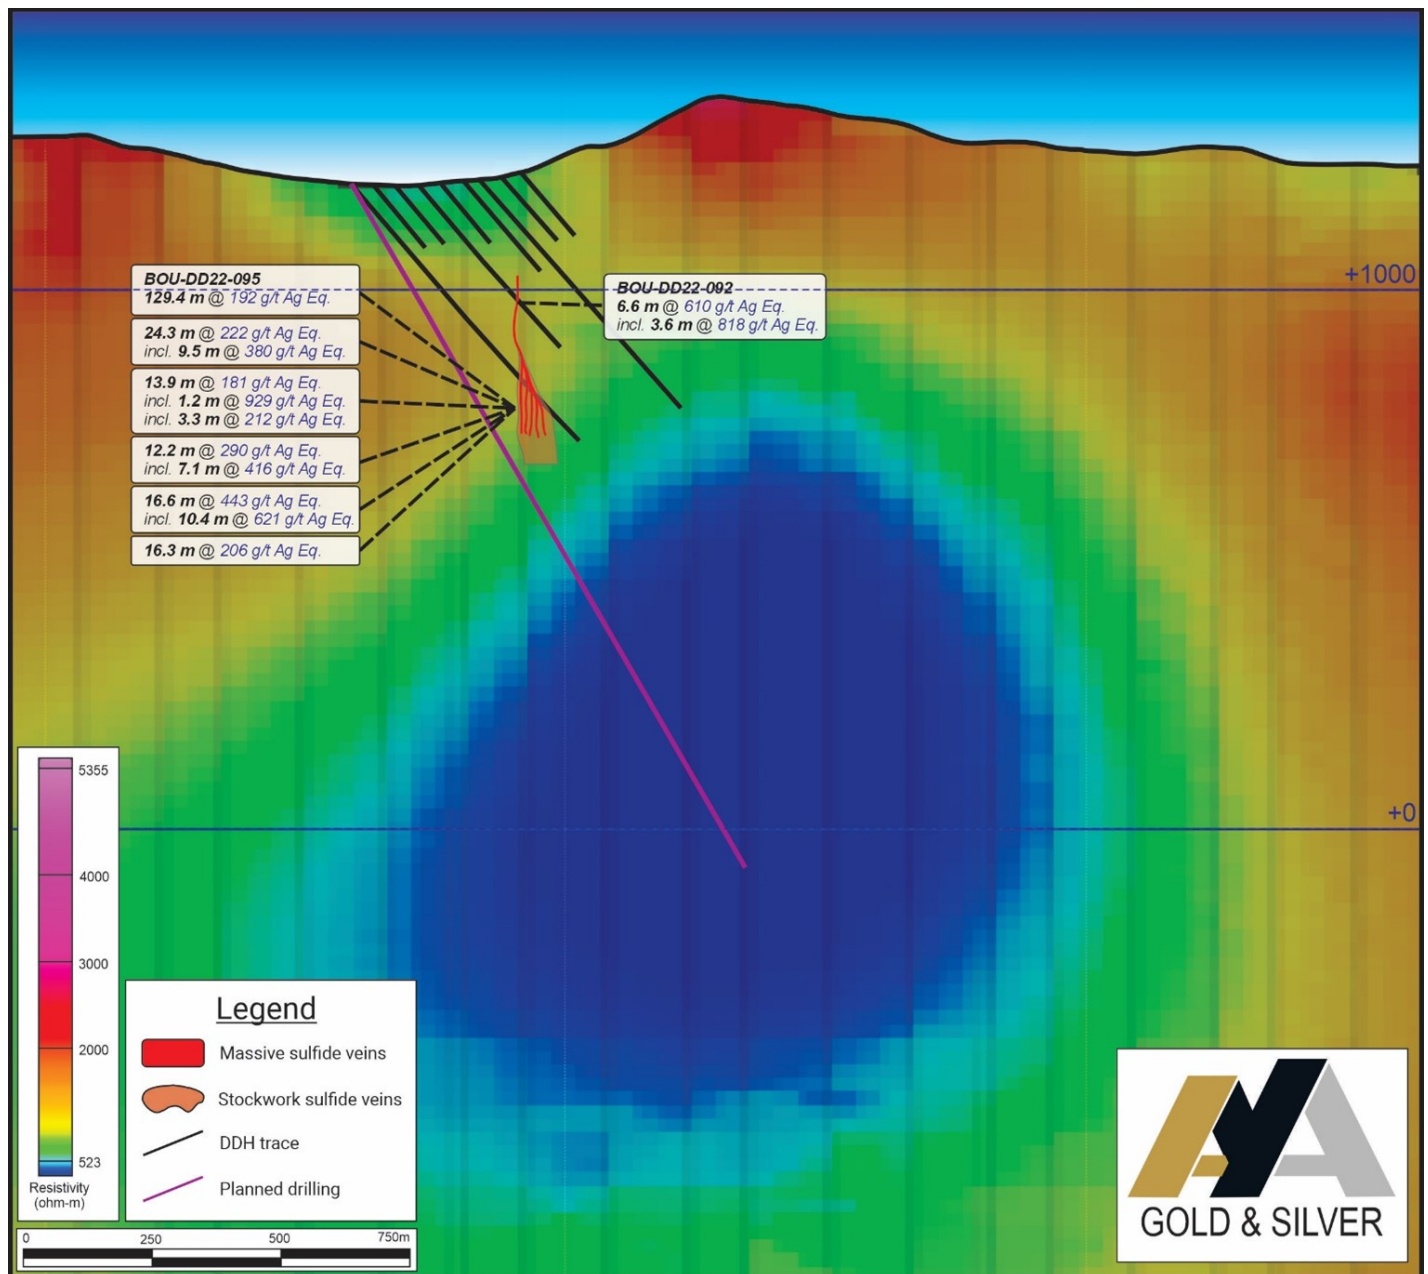 +1000
BOU-DD22-095
129.4 m @ 192 g/t Ag Eq.
24.3 m @ 222 g/t Ag Eq.
incl. 9.5 m @ 380 g/t Ag Eq.
13.9 m @ 181 g/t Ag Eq.
incl. 1.2 m @ 929 g/t Ag Eq.
incl. 3.3 m @ 212 g/t Ag Eq.
12.2 m @ 290 g/t Ag Eq.
incl. 7.1 m @ 416 g/t Ag Eq.
16.6 m @ 443 g/t Ag Eq.
incl. 10.4 m @ 621 g/t Ag Eq.
16.3 m @ 206 g/t Ag Eq.
BOU-DD22-092
6.6 m @ 610 g/t Ag Eq.
incl. 3.6 m @ 818 g/t Ag Eq.
+0
5355
4000
3000
2000
523
Resistivity
(ohm-m)
Legend
Massive sulfide veins
Stockwork sulfide veins
DDH trace
Planned drilling
0 250 500 750m
AYA
GOLD & SILVER